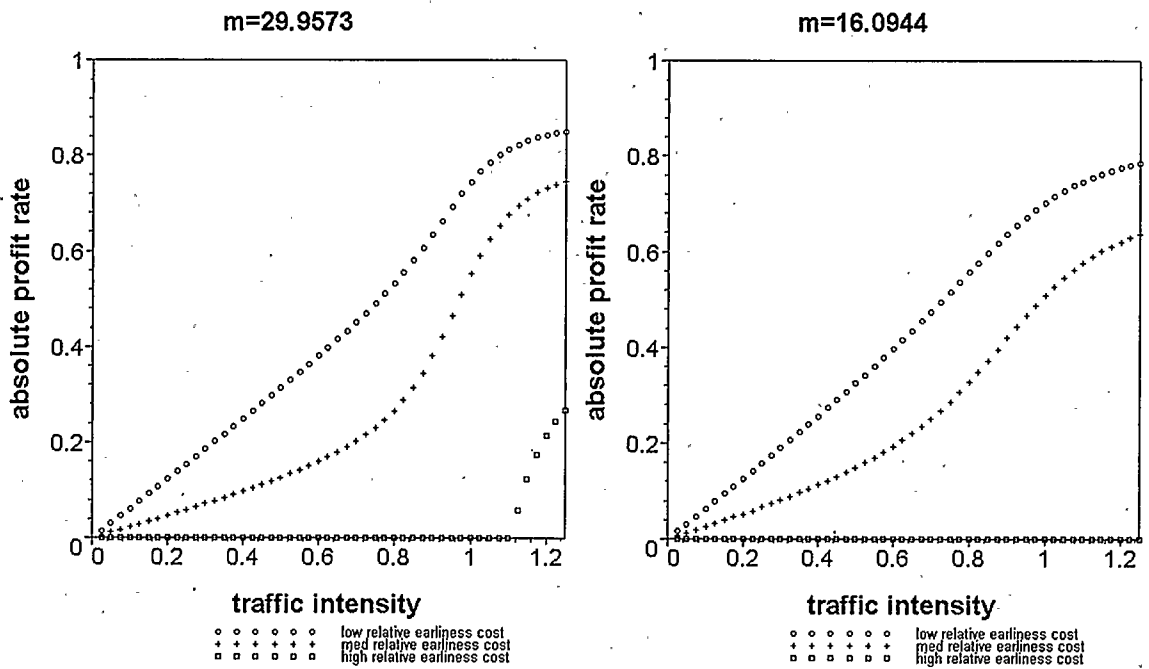 m=29.9573
m=16.0944
1
0.8
0.6
0.4
0.2
0
0 0.2 0.4 0.6 0.8 1 1.2
absolute profit rate
traffic intensity
low relative earliness cost
med relative earliness cost
high relative earliness cost
1
0.8
0.6
0.4
0.2
0
0 0.2 0.4 0.6 0.8 1 1.2
absolute profit rate
traffic intensity
low relative earliness cost
med relative earliness cost
high relative earliness cost